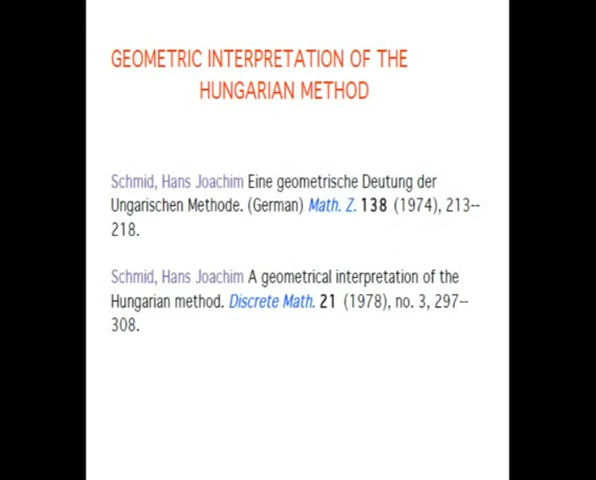 GEOMETRIC INTERPRETATION OF THE
HUNGARIAN METHOD
Schmid, Hans Joachim Eine geometrische Deutung der
Ungarischen Methode. (German) Math. Z. 138 (1974), 213--
218.
Schmid, Hans Joachim A geometrical interpretation of the
Hungarian method. Discrete Math. 21 (1978), no. 3, 297--
308.